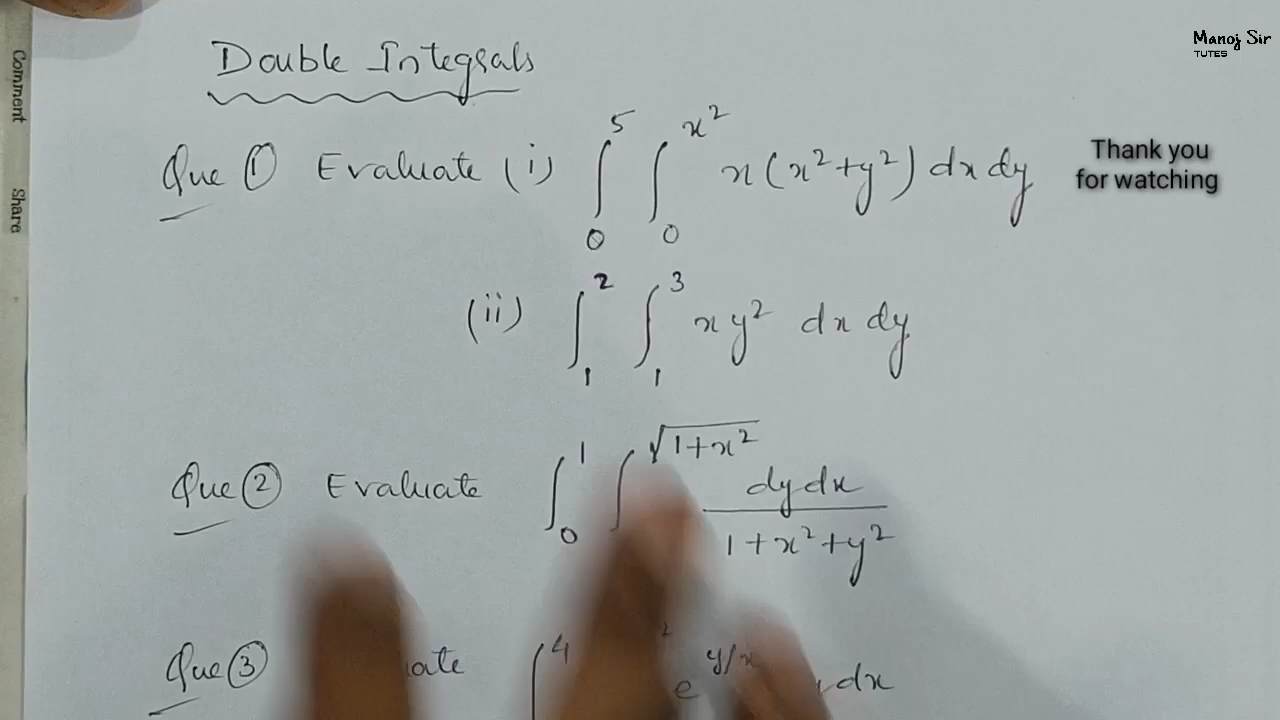 Comment
Share
Manoj Sir
TUTES
Double Integrals
Que ① Evaluate (i) ∫₀⁵ ∫₀^{x²} x(x²+y²) dx dy
Thank you
for watching
(ii) ∫₁² ∫₁³ xy² dx dy
Que ② Evaluate ∫₀¹ ∫^{√(1+x²)} dy dx / (1+x²+y²)
Que ③ ate ∫⁴ ² e^{y/x} dx